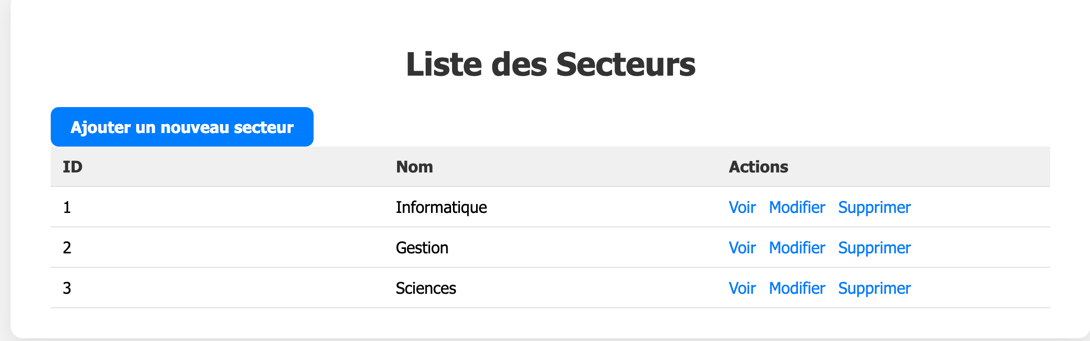 Liste des Secteurs
Ajouter un nouveau secteur
ID Nom Actions
1 Informatique Voir Modifier Supprimer
2 Gestion Voir Modifier Supprimer
3 Sciences Voir Modifier Supprimer